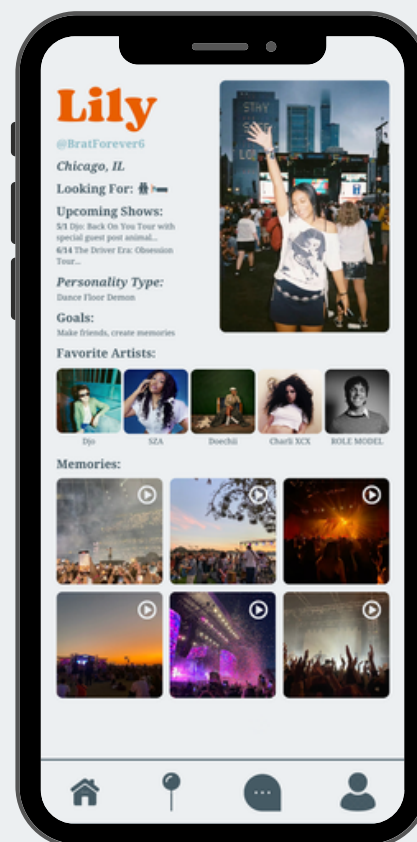 Lily
@BratForever6
Chicago, IL
Looking For:
Upcoming Shows:
5/1 Djo: Back On You Tour with
special guest post animal...
6/14 The Driver Era: Obsession
Tour...
Personality Type:
Dance Floor Demon
Goals:
Make friends, create memories
STAY
SAFE
Favorite Artists:
Djo
SZA
Doechii
Charli XCX
ROLE MODEL
Memories: